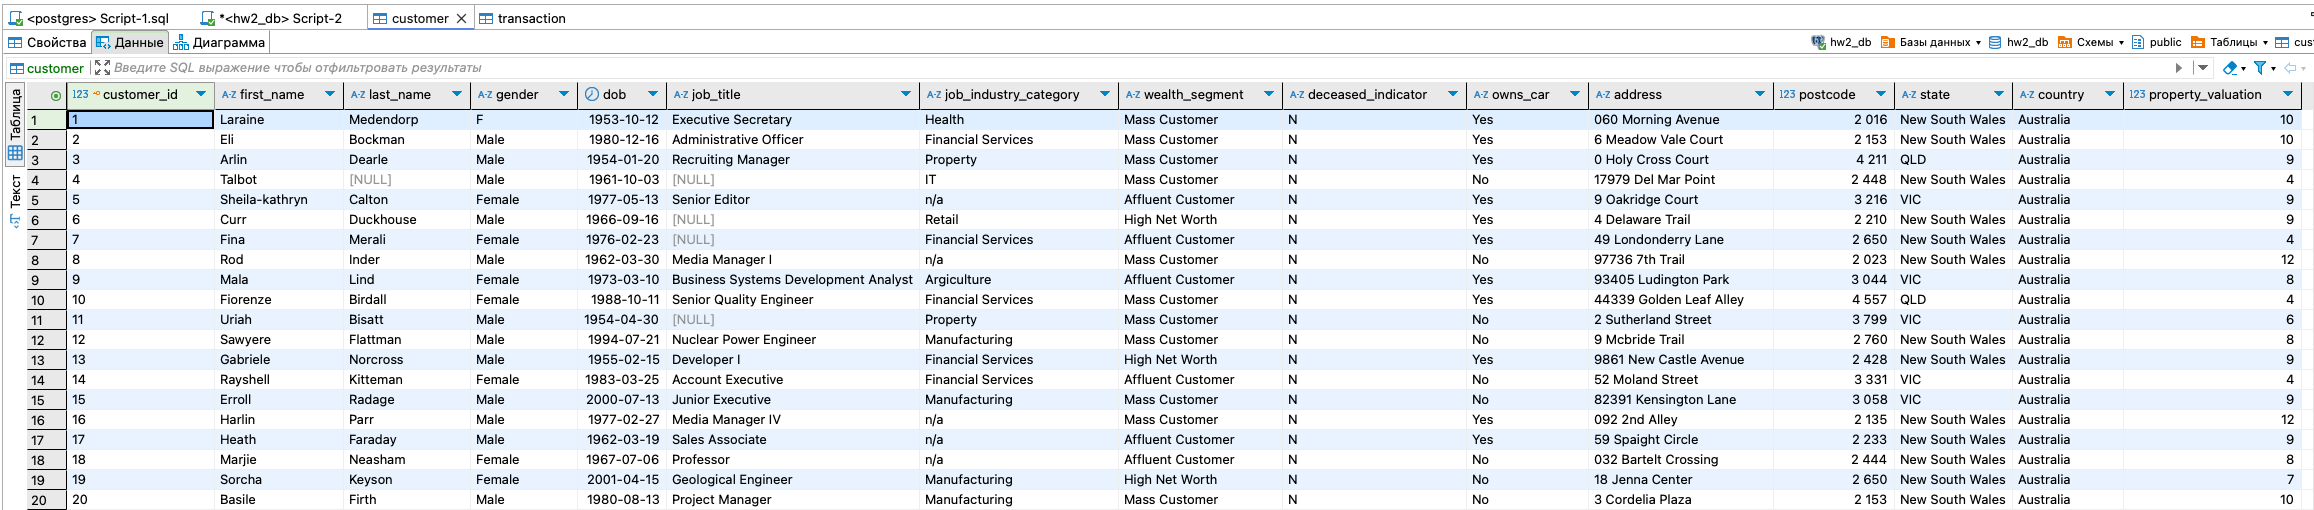 <postgres> Script-1.sql *<hw2_db> Script-2 customer transaction
Свойства Данные Диаграмма hw2_db Базы данных hw2_db Схемы public Таблицы cus
customer Введите SQL выражение чтобы отфильтровать результаты
Таблица
Текст
123 customer_id A-Z first_name A-Z last_name A-Z gender dob A-Z job_title A-Z job_industry_category A-Z wealth_segment A-Z deceased_indicator A-Z owns_car A-Z address 123 postcode A-Z state A-Z country 123 property_valuation
1 1 Laraine Medendorp F 1953-10-12 Executive Secretary Health Mass Customer N Yes 060 Morning Avenue 2 016 New South Wales Australia 10
2 2 Eli Bockman Male 1980-12-16 Administrative Officer Financial Services Mass Customer N Yes 6 Meadow Vale Court 2 153 New South Wales Australia 10
3 3 Arlin Dearle Male 1954-01-20 Recruiting Manager Property Mass Customer N Yes 0 Holy Cross Court 4 211 QLD Australia 9
4 4 Talbot [NULL] Male 1961-10-03 [NULL] IT Mass Customer N No 17979 Del Mar Point 2 448 New South Wales Australia 4
5 5 Sheila-kathryn Calton Female 1977-05-13 Senior Editor n/a Affluent Customer N Yes 9 Oakridge Court 3 216 VIC Australia 9
6 6 Curr Duckhouse Male 1966-09-16 [NULL] Retail High Net Worth N Yes 4 Delaware Trail 2 210 New South Wales Australia 9
7 7 Fina Merali Female 1976-02-23 [NULL] Financial Services Affluent Customer N Yes 49 Londonderry Lane 2 650 New South Wales Australia 4
8 8 Rod Inder Male 1962-03-30 Media Manager I n/a Mass Customer N No 97736 7th Trail 2 023 New South Wales Australia 12
9 9 Mala Lind Female 1973-03-10 Business Systems Development Analyst Argiculture Affluent Customer N Yes 93405 Ludington Park 3 044 VIC Australia 8
10 10 Fiorenze Birdall Female 1988-10-11 Senior Quality Engineer Financial Services Mass Customer N Yes 44339 Golden Leaf Alley 4 557 QLD Australia 4
11 11 Uriah Bisatt Male 1954-04-30 [NULL] Property Mass Customer N No 2 Sutherland Street 3 799 VIC Australia 6
12 12 Sawyere Flattman Male 1994-07-21 Nuclear Power Engineer Manufacturing Mass Customer N No 9 Mcbride Trail 2 760 New South Wales Australia 8
13 13 Gabriele Norcross Male 1955-02-15 Developer I Financial Services High Net Worth N Yes 9861 New Castle Avenue 2 428 New South Wales Australia 9
14 14 Rayshell Kitteman Female 1983-03-25 Account Executive Financial Services Affluent Customer N No 52 Moland Street 3 331 VIC Australia 4
15 15 Erroll Radage Male 2000-07-13 Junior Executive Manufacturing Mass Customer N No 82391 Kensington Lane 3 058 VIC Australia 9
16 16 Harlin Parr Male 1977-02-27 Media Manager IV n/a Mass Customer N Yes 092 2nd Alley 2 135 New South Wales Australia 12
17 17 Heath Faraday Male 1962-03-19 Sales Associate n/a Affluent Customer N Yes 59 Spaight Circle 2 233 New South Wales Australia 9
18 18 Marjie Neasham Female 1967-07-06 Professor n/a Affluent Customer N No 032 Bartelt Crossing 2 444 New South Wales Australia 8
19 19 Sorcha Keyson Female 2001-04-15 Geological Engineer Manufacturing High Net Worth N No 18 Jenna Center 2 650 New South Wales Australia 7
20 20 Basile Firth Male 1980-08-13 Project Manager Manufacturing Mass Customer N No 3 Cordelia Plaza 2 153 New South Wales Australia 10